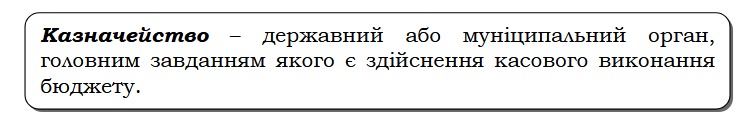 Казначейство – державний або муніципальний орган,
головним завданням якого є здійснення касового виконання
бюджету.